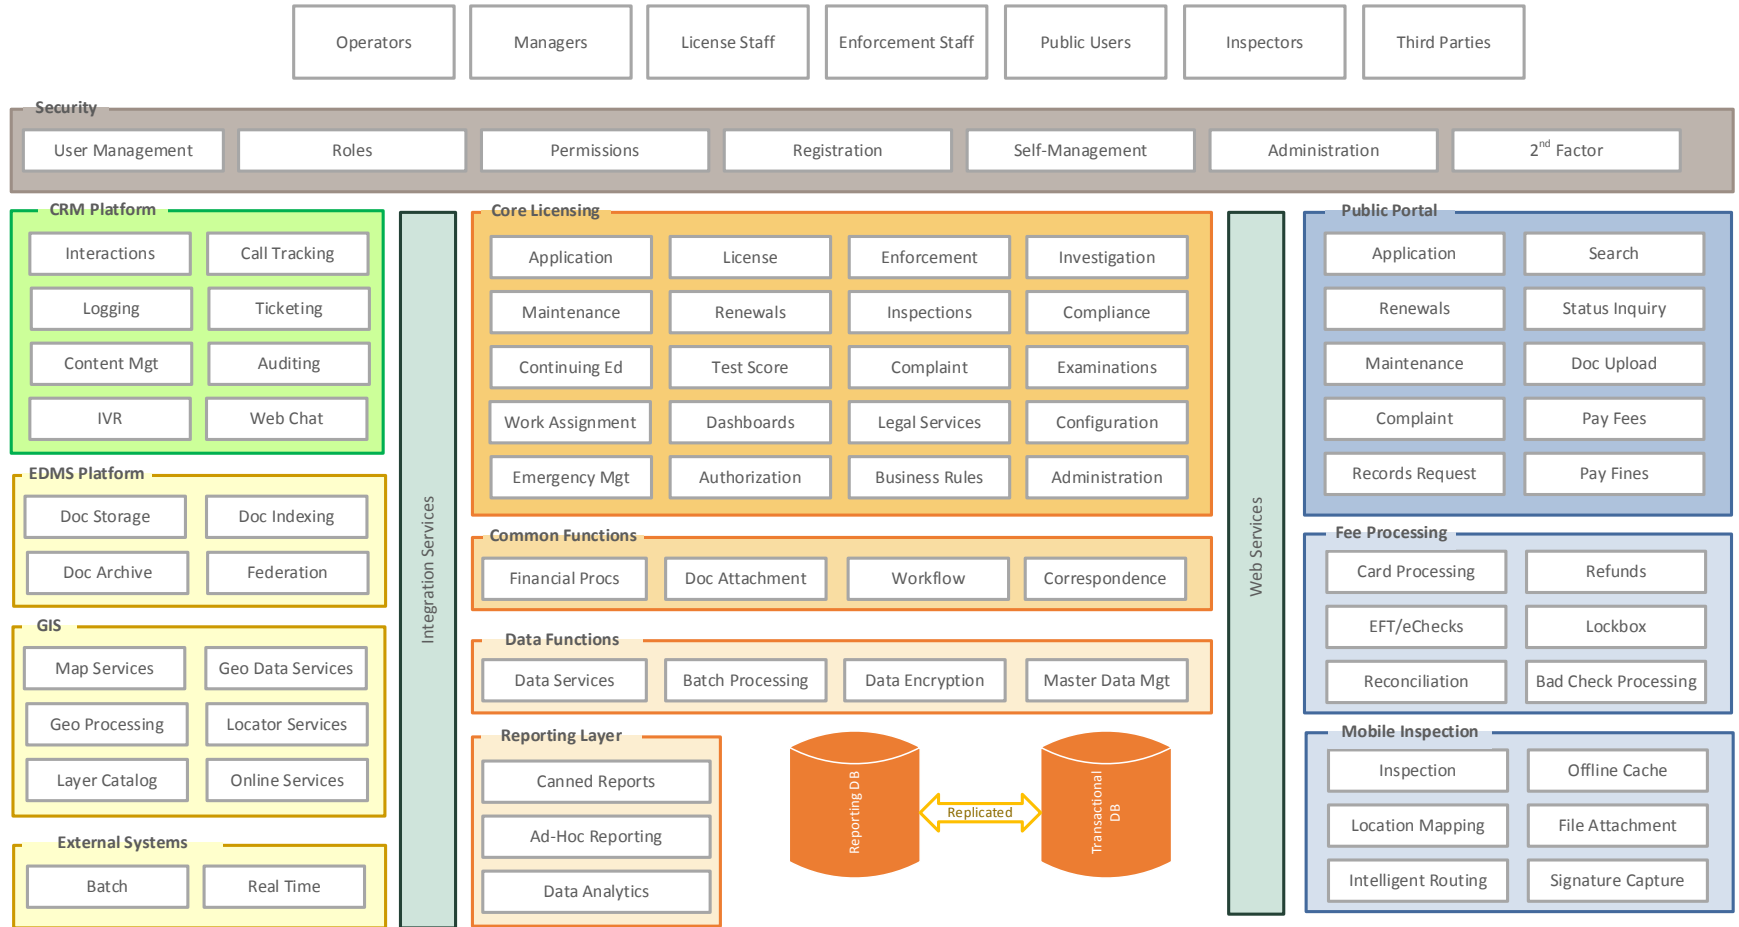 Operators
Managers
License Staff
Enforcement Staff
Public Users
Inspectors
Third Parties
Security
User Management
Roles
Permissions
Registration
Self-Management
Administration
2nd Factor
CRM Platform
Interactions
Call Tracking
Logging
Ticketing
Content Mgt
Auditing
IVR
Web Chat
EDMS Platform
Doc Storage
Doc Indexing
Doc Archive
Federation
GIS
Map Services
Geo Data Services
Geo Processing
Locator Services
Layer Catalog
Online Services
External Systems
Batch
Real Time
Integration Services
Core Licensing
Application
License
Enforcement
Investigation
Maintenance
Renewals
Inspections
Compliance
Continuing Ed
Test Score
Complaint
Examinations
Work Assignment
Dashboards
Legal Services
Configuration
Emergency Mgt
Authorization
Business Rules
Administration
Common Functions
Financial Procs
Doc Attachment
Workflow
Correspondence
Data Functions
Data Services
Batch Processing
Data Encryption
Master Data Mgt
Reporting Layer
Canned Reports
Ad-Hoc Reporting
Data Analytics
Reporting DB
Replicated
Transactional
DB
Web Services
Public Portal
Application
Search
Renewals
Status Inquiry
Maintenance
Doc Upload
Complaint
Pay Fees
Records Request
Pay Fines
Fee Processing
Card Processing
Refunds
EFT/eChecks
Lockbox
Reconciliation
Bad Check Processing
Mobile Inspection
Inspection
Offline Cache
Location Mapping
File Attachment
Intelligent Routing
Signature Capture